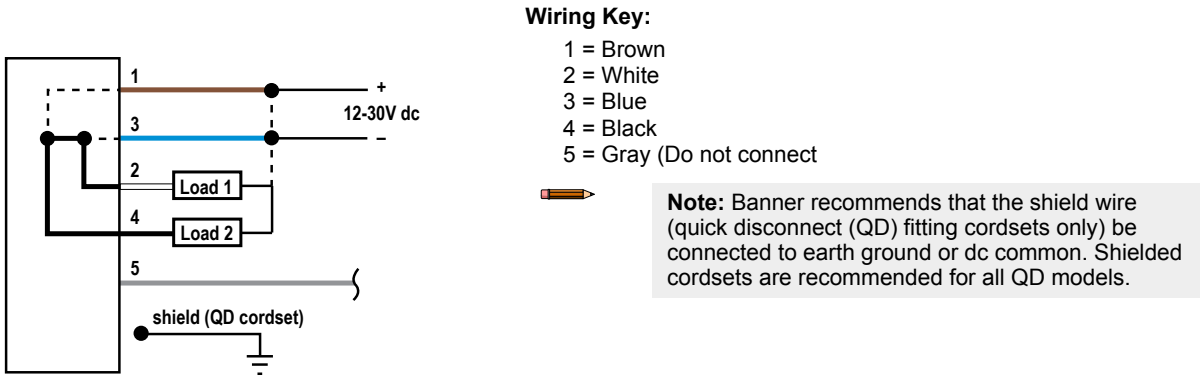 Wiring Key:
1 = Brown
2 = White
3 = Blue
4 = Black
5 = Gray (Do not connect
1
+
12-30V dc
3
–
2
Load 1
4
Load 2
5
shield (QD cordset)
Note: Banner recommends that the shield wire
(quick disconnect (QD) fitting cordsets only) be
connected to earth ground or dc common. Shielded
cordsets are recommended for all QD models.